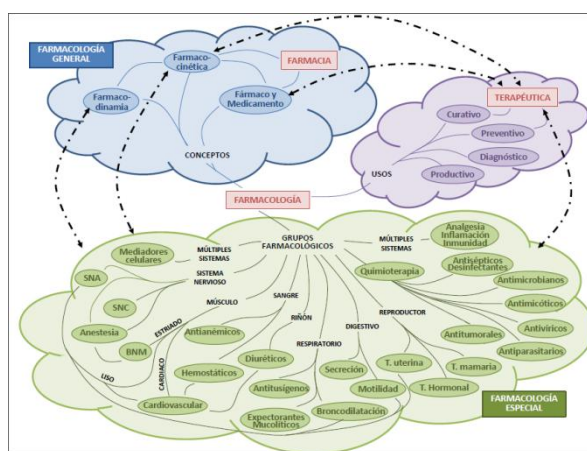 FARMACOLOGÍA
GENERAL
Farmaco-
cinética
FARMACIA
Farmaco-
dinamia
Fármaco y
Medicamento
CONCEPTOS
TERAPÉUTICA
Curativo
Preventivo
Diagnóstico
USOS
Productivo
FARMACOLOGÍA
GRUPOS
FARMACOLÓGICOS
MÚLTIPLES
SISTEMAS
MÚLTIPLES
SISTEMAS
Analgesia
Inflamación
Inmunidad
Mediadores
celulares
SNA
SISTEMA
NERVIOSO
Quimioterapia
Antisépticos
Desinfectantes
Antimicrobianos
SNC
MÚSCULO
SANGRE
REPRODUCTOR
Antimicóticos
Anestesia
ESTRIADO
Antianémicos
RIÑÓN
DIGESTIVO
Antitumorales
Antivíricos
BNM
RESPIRATORIO
Antiparasitarios
LISO
CARDIACO
Hemostáticos
Diuréticos
Secreción
T. uterina
T. mamaria
Antitusígenos
Motilidad
T. Hormonal
Cardiovascular
Expectorantes
Mucolíticos
Broncodilatación
FARMACOLOGÍA
ESPECIAL